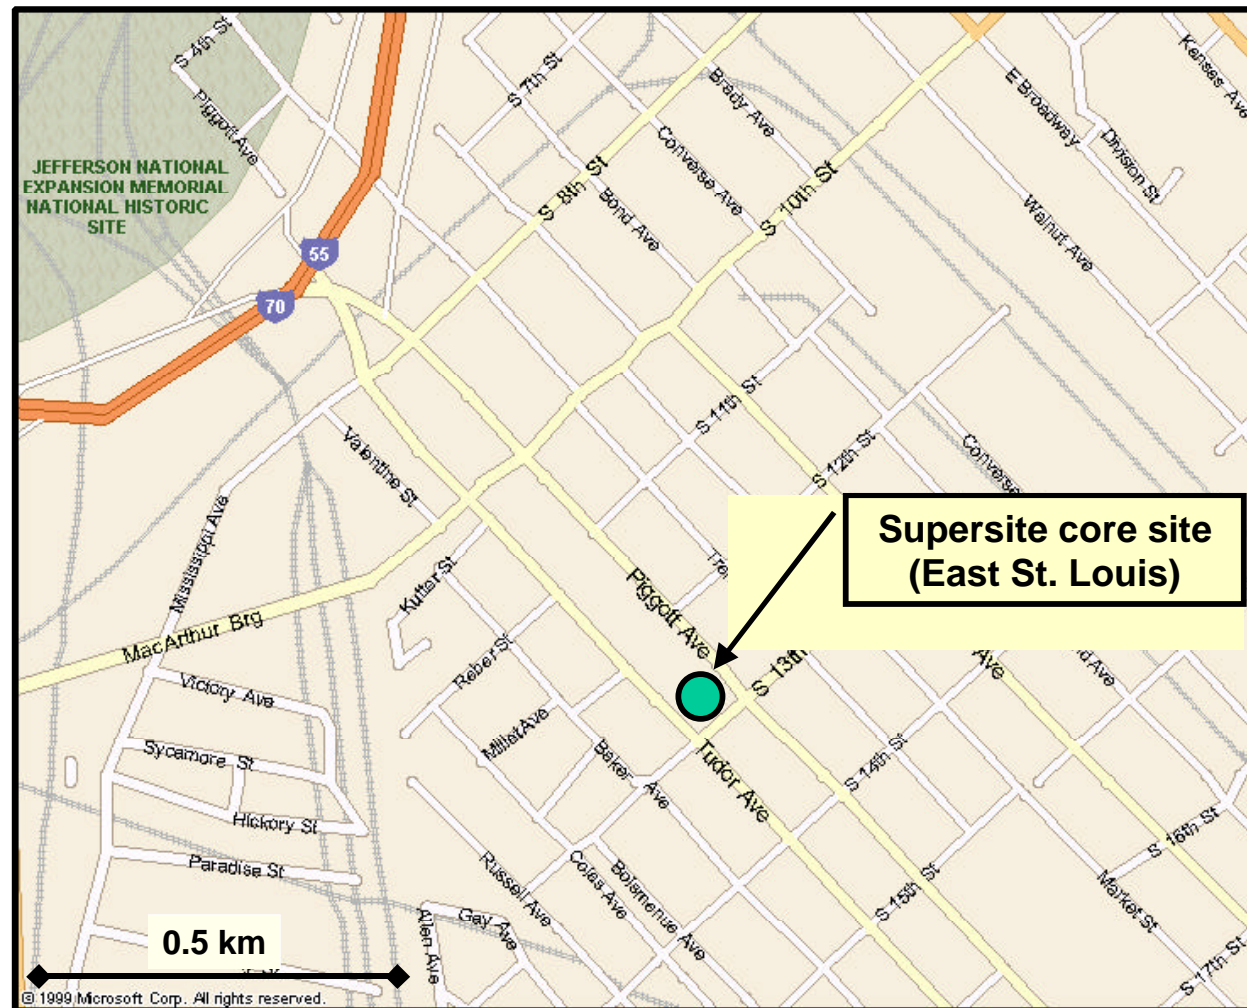 S 4th St
Piggott Ave
JEFFERSON NATIONAL
EXPANSION MEMORIAL
NATIONAL HISTORIC
SITE
55
70
S 7th St
Brady Ave
Converse Ave
S 8th St
Bond Ave
S 10th St
E Broadway
Kansas Ave
Division St
Walnut Ave
S 11th St
S 12th St
Converse
Valentine St
Mississippi Ave
MacArthur Brg
Kutter St
Reber St
Piggott Ave
Supersite core site
(East St. Louis)
Ave
S 13th
Victory Ave
Sycamore St
Hickory St
Paradise St
Millet Ave
Baker Ave
Tudor Ave
S 14th St
S 15th St
S 16th St
Market St
S 17th St
Russell Ave
Coles Ave
Bolsmenue Ave
Gay Ave
Allen Ave
0.5 km
© 1999 Microsoft Corp. All rights reserved.